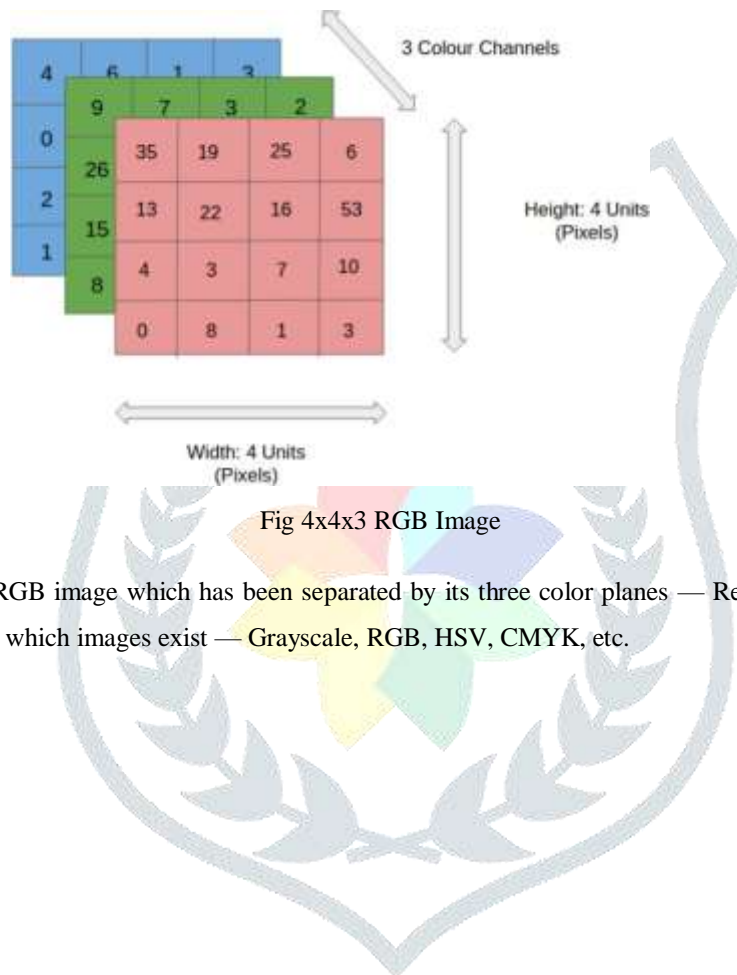 3 Colour Channels
4 6 1 3
9 7 3 2
0
35 19 25 6
26
2
13 22 16 53
Height: 4 Units
(Pixels)
15
1
4 3 7 10
8
0 8 1 3
Width: 4 Units
(Pixels)
Fig 4x4x3 RGB Image
RGB image which has been separated by its three color planes — Re
which images exist — Grayscale, RGB, HSV, CMYK, etc.